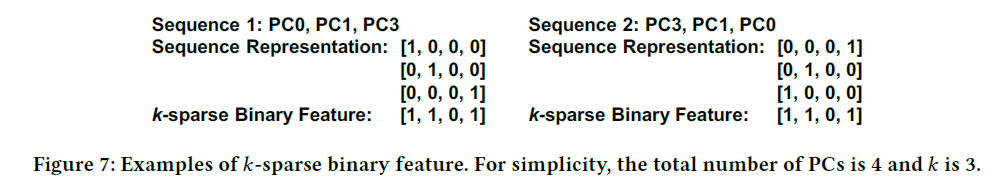 Sequence 1: PC0, PC1, PC3
Sequence Representation: [1, 0, 0, 0]
[0, 1, 0, 0]
[0, 0, 0, 1]
k-sparse Binary Feature: [1, 1, 0, 1]
Sequence 2: PC3, PC1, PC0
Sequence Representation: [0, 0, 0, 1]
[0, 1, 0, 0]
[1, 0, 0, 0]
k-sparse Binary Feature: [1, 1, 0, 1]
Figure 7: Examples of k-sparse binary feature. For simplicity, the total number of PCs is 4 and k is 3.